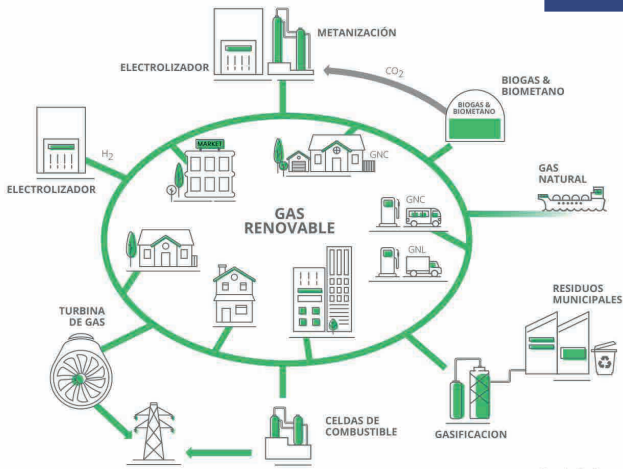 METANIZACIÓN
ELECTROLIZADOR
CO2
BIOGAS &
BIOMETANO
BIOGAS &
BIOMETANO
H2
ELECTROLIZADOR
MARKET
GNC
GAS
NATURAL
GAS
RENOVABLE
GNC
GNL
TURBINA
DE GAS
RESIDUOS
MUNICIPALES
CELDAS DE
COMBUSTIBLE
GASIFICACION